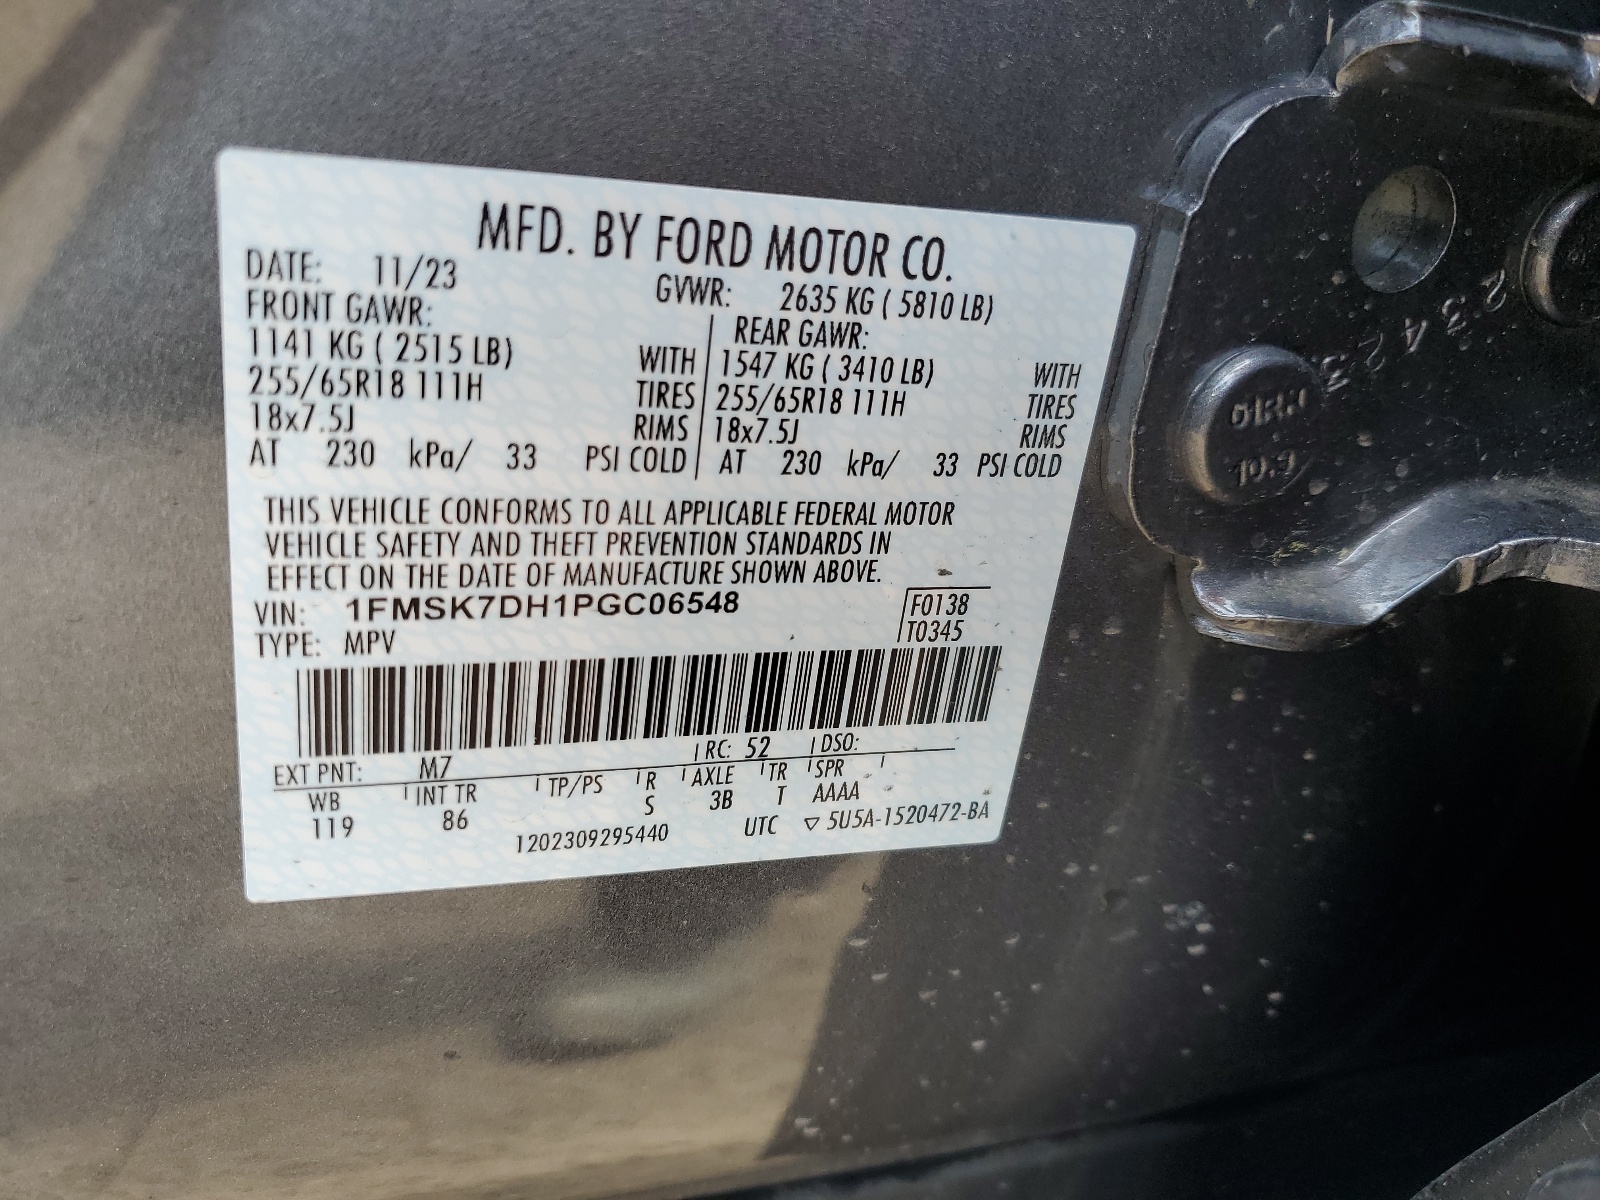 MFD. BY FORD MOTOR CO.
DATE: 11/23 GVWR: 2635 KG ( 5810 LB)
FRONT GAWR: REAR GAWR:
1141 KG ( 2515 LB) WITH 1547 KG ( 3410 LB) WITH
255/65R18 111H TIRES 255/65R18 111H TIRES
18x7.5J RIMS 18x7.5J RIMS
AT 230 kPa/ 33 PSI COLD AT 230 kPa/ 33 PSI COLD
THIS VEHICLE CONFORMS TO ALL APPLICABLE FEDERAL MOTOR
VEHICLE SAFETY AND THEFT PREVENTION STANDARDS IN
EFFECT ON THE DATE OF MANUFACTURE SHOWN ABOVE.
VIN: 1FMSK7DH1PGC06548 F0138
TYPE: MPV T0345
EXT PNT: M7 RC: 52 DSO:
WB INT TR TP/PS R AXLE TR SPR
119 86 S 3B T AAAA
1202309295440 UTC ▽ 5U5A-1520472-BA
10.9